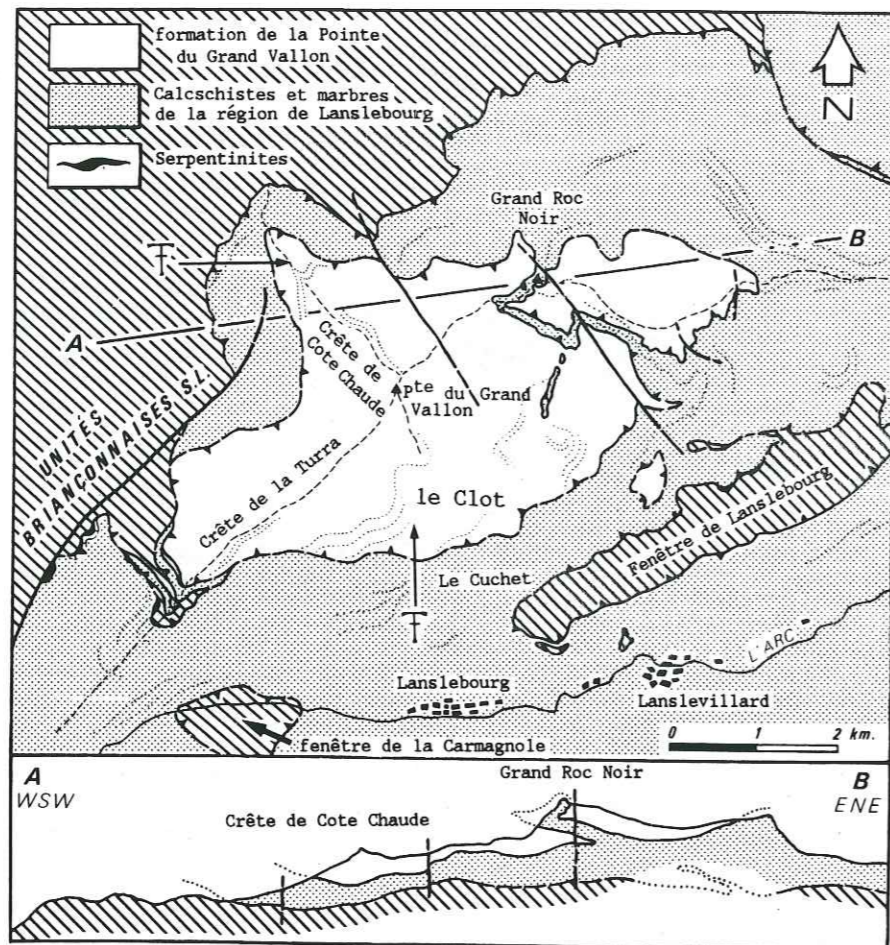 formation de la Pointe
du Grand Vallon
Calcschistes et marbres
de la région de Lanslebourg
Serpentinites
N
Grand Roc
Noir
B
A
Crête de
Cote Chaude
Pte du Grand
Vallon
UNITÉS
BRIANÇONNAISES S.L.
Crête de la Turra
le Clot
Le Cuchet
Fenêtre de Lanslebourg
L'ARC
Lanslebourg
Lanslevillard
fenêtre de la Carmagnole
0 1 2 km.
A
WSW
Grand Roc Noir
B
ENE
Crête de Cote Chaude